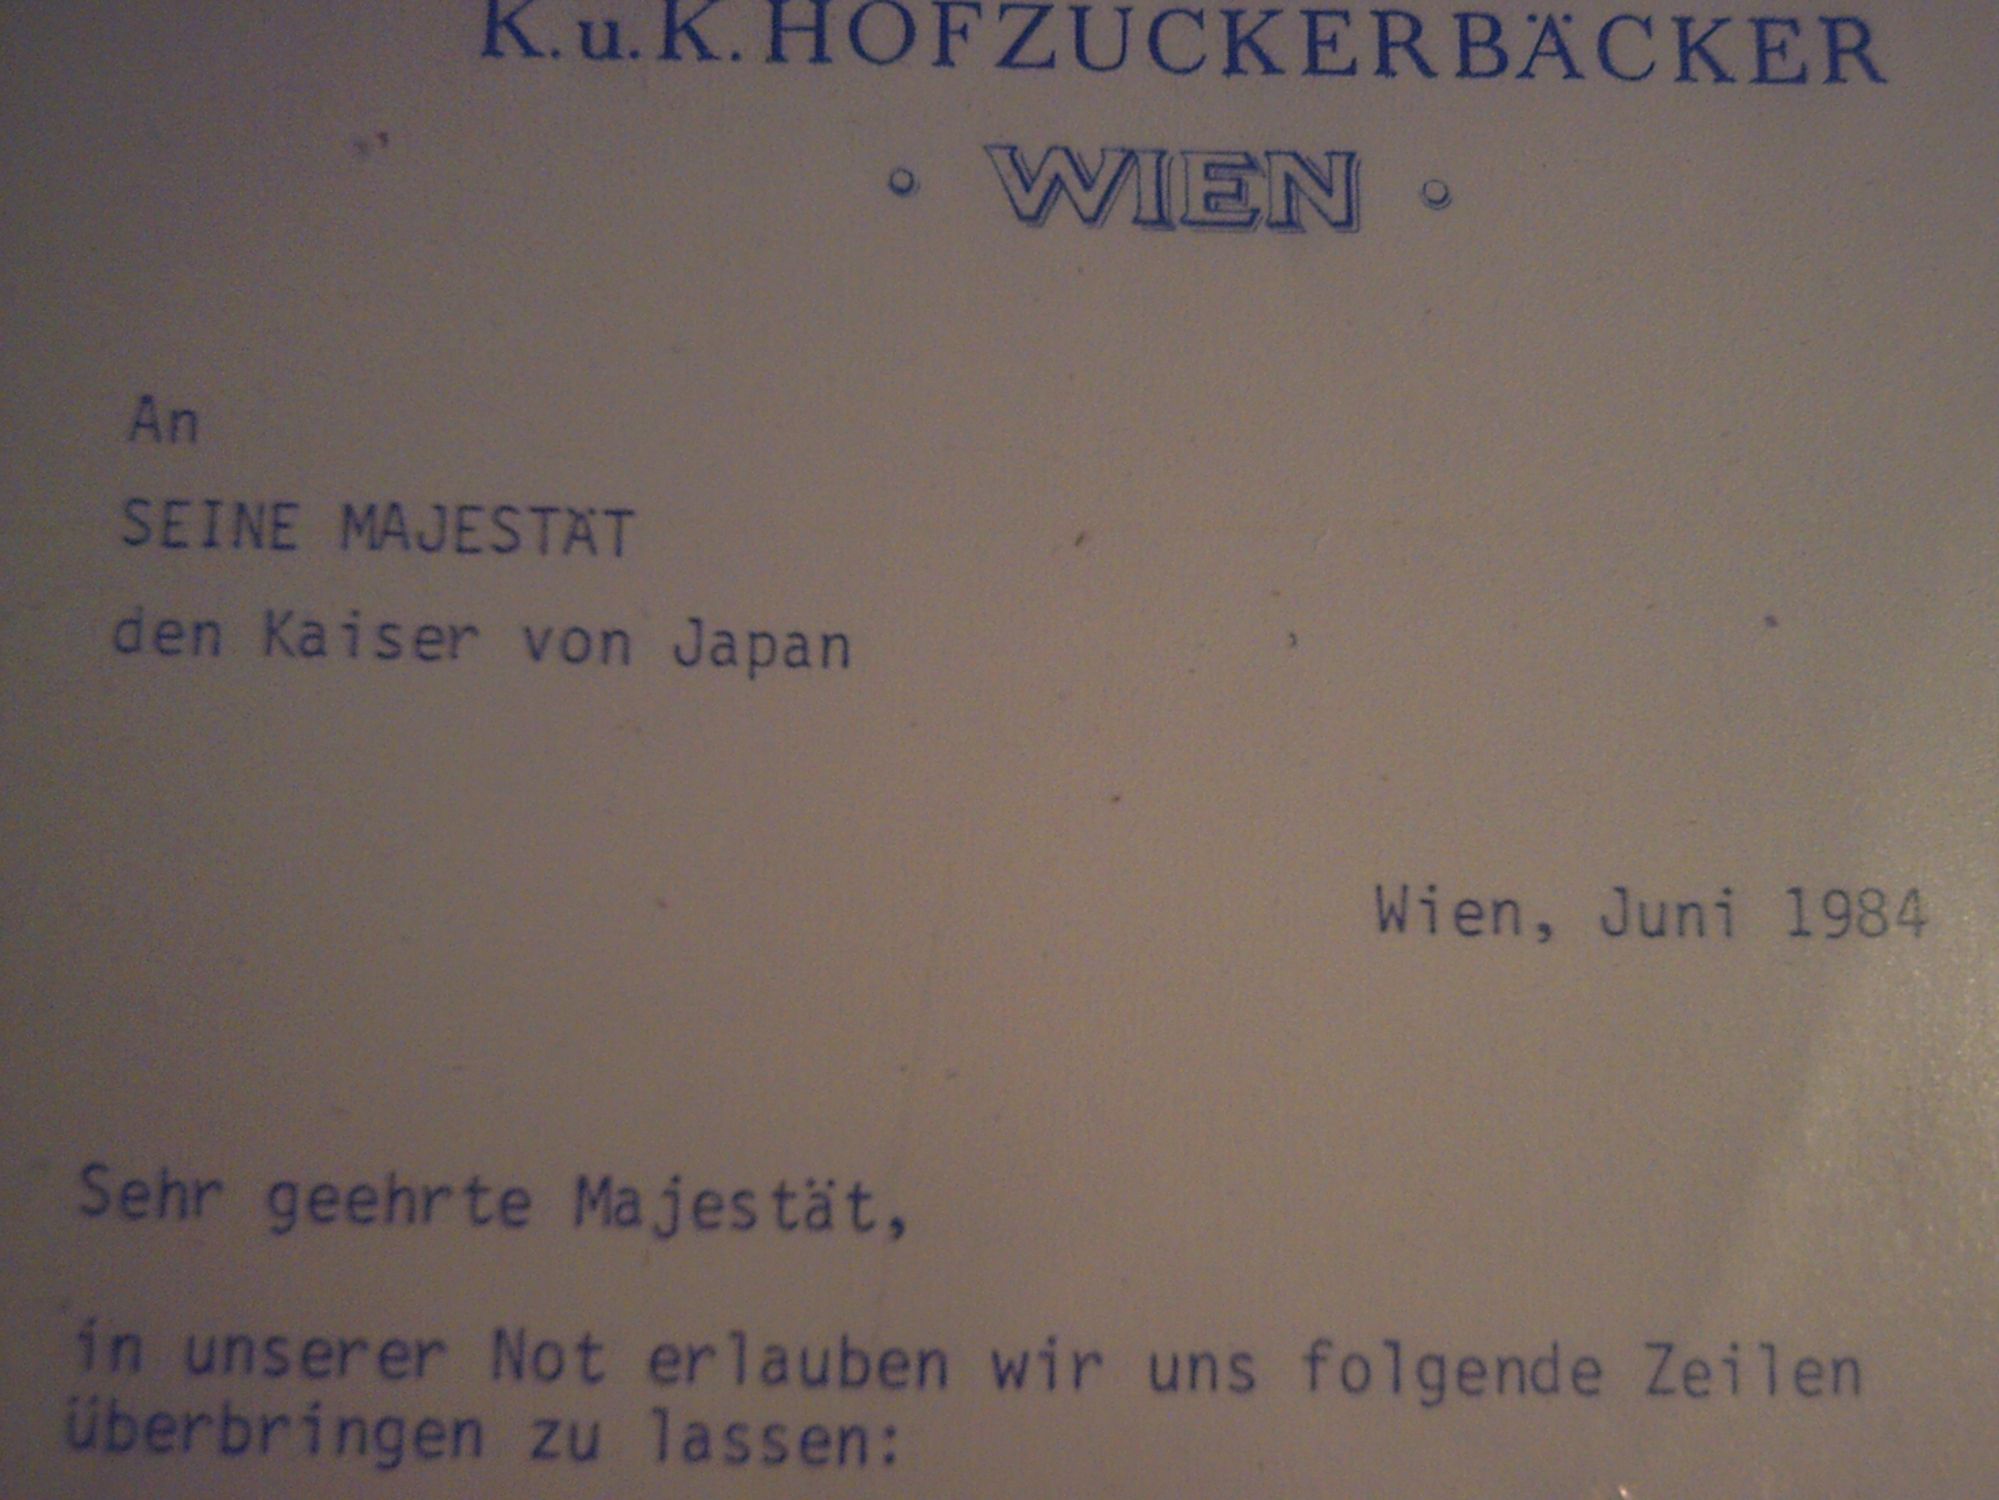 K.u.K.HOFZUCKERBÄCKER
• WIEN •
An
SEINE MAJESTÄT
den Kaiser von Japan
Wien, Juni 1984
Sehr geehrte Majestät,
in unserer Not erlauben wir uns folgende Zeilen
überbringen zu lassen: